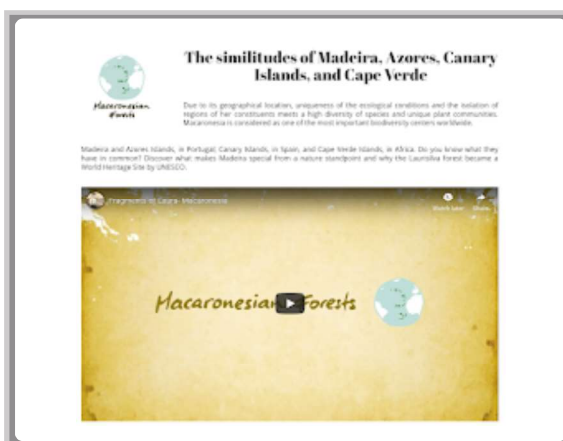 The similitudes of Madeira, Azores, Canary
Islands, and Cape Verde
Macaronesian
Forests
Due to its geographical location, uniqueness of the ecological conditions and the isolation of
regions of her constituents meets a high diversity of species and unique plant communities.
Macaronesia is considered as one of the most important biodiversity centers worldwide.
Madeira and Azores Islands, in Portugal; Canary Islands, in Spain, and Cape Verde Islands, in Africa. Do you know what they
have in common? Discover what makes Madeira special from a nature standpoint and why the Laurisilva forest became a
World Heritage Site by UNESCO.
Fragments of Gaura- Macaronesia
Watch later
Share
Macaronesian Forests